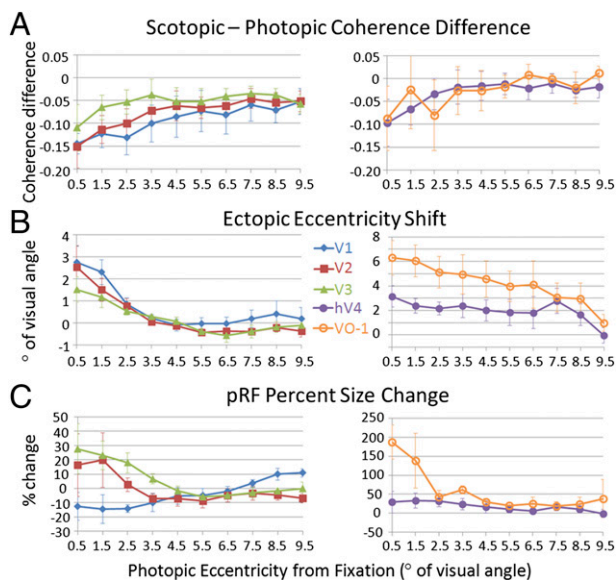 A
Scotopic – Photopic Coherence Difference
Coherence difference
0.05
0
-0.05
-0.10
-0.15
-0.20
0.5 1.5 2.5 3.5 4.5 5.5 6.5 7.5 8.5 9.5
0.05
0
-0.05
-0.10
-0.15
-0.20
0.5 1.5 2.5 3.5 4.5 5.5 6.5 7.5 8.5 9.5
B
Ectopic Eccentricity Shift
° of visual angle
4
3
2
1
0
-1
0.5 1.5 2.5 3.5 4.5 5.5 6.5 7.5 8.5 9.5
V1
V2
V3
hV4
VO-1
8
6
4
2
0
-2
0.5 1.5 2.5 3.5 4.5 5.5 6.5 7.5 8.5 9.5
C
pRF Percent Size Change
% change
50
40
30
20
10
0
-10
-20
-30
0.5 1.5 2.5 3.5 4.5 5.5 6.5 7.5 8.5 9.5
250
200
150
100
50
0
-50
0.5 1.5 2.5 3.5 4.5 5.5 6.5 7.5 8.5 9.5
Photopic Eccentricity from Fixation (° of visual angle)